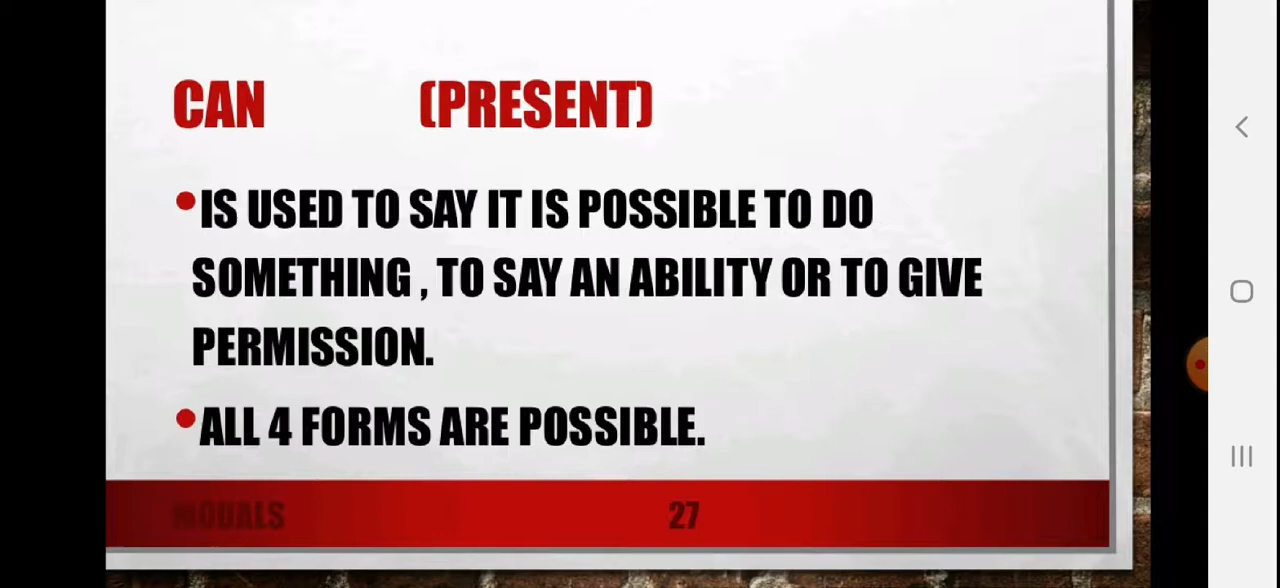 CAN (PRESENT)
•IS USED TO SAY IT IS POSSIBLE TO DO
SOMETHING , TO SAY AN ABILITY OR TO GIVE
PERMISSION.
•ALL 4 FORMS ARE POSSIBLE.
MODALS 27